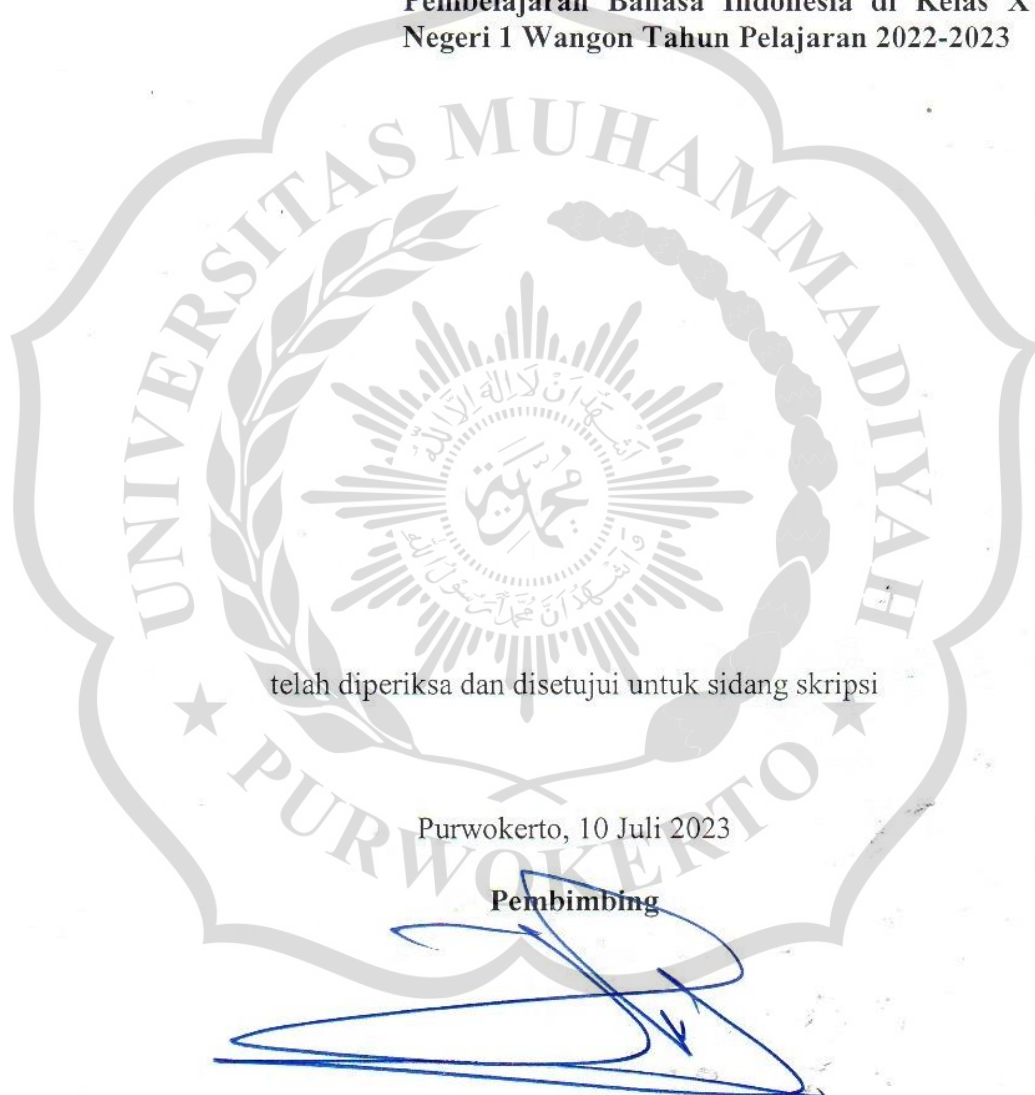 Pembelajaran Bahasa Indonesia di Kelas X
Negeri 1 Wangon Tahun Pelajaran 2022-2023
UNIVERSITAS MUHAMMADIYAH
PURWOKERTO
telah diperiksa dan disetujui untuk sidang skripsi
Purwokerto, 10 Juli 2023
Pembimbing